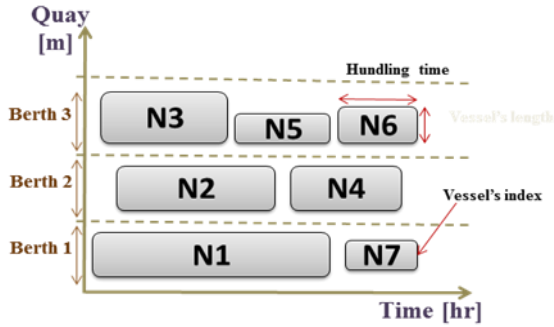 Quay
[m]
Hundling time
Berth 3
N3
N5
N6
Vessel's length
Berth 2
N2
N4
Vessel's index
Berth 1
N1
N7
Time [hr]